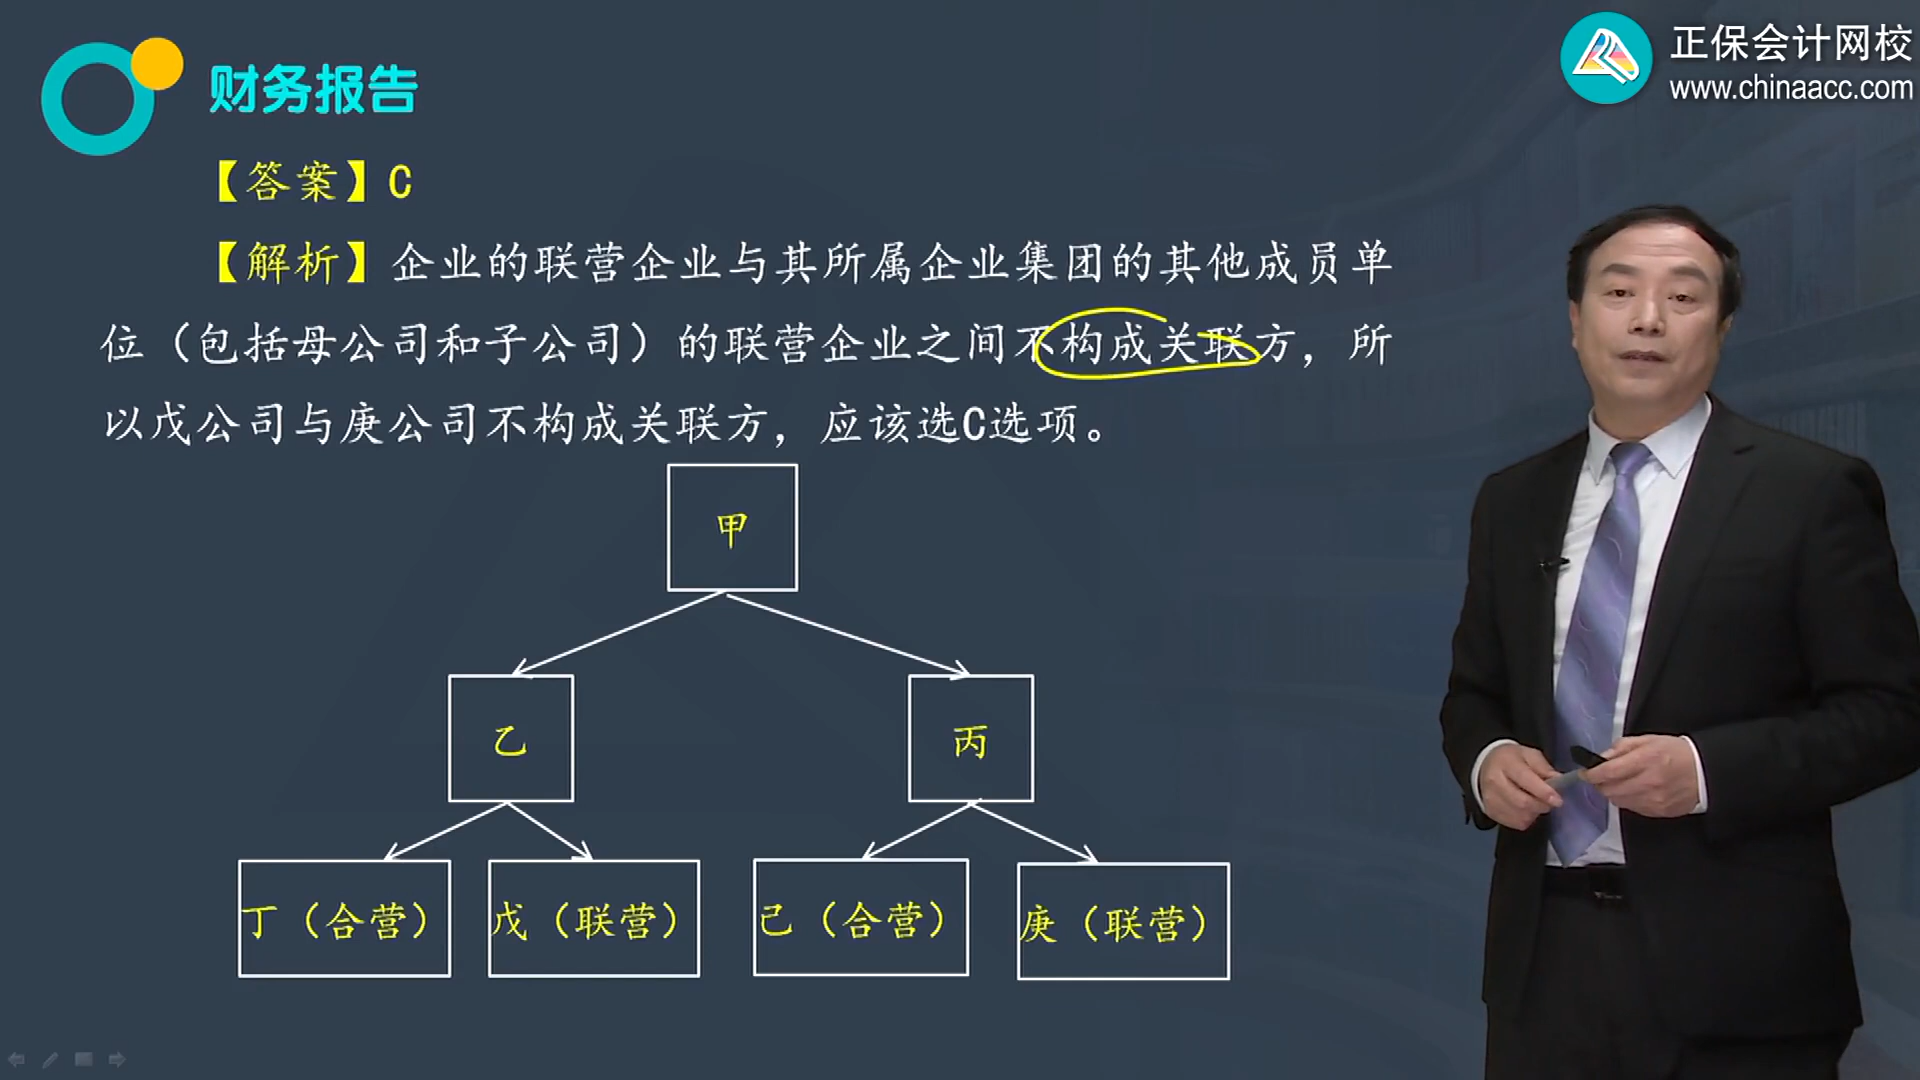 正保会计网校
www.chinaacc.com
财务报告
【答案】C
【解析】企业的联营企业与其所属企业集团的其他成员单
位（包括母公司和子公司）的联营企业之间不构成关联方，所
以戊公司与庚公司不构成关联方，应该选C选项。
甲
乙
丙
丁（合营）
戊（联营）
己（合营）
庚（联营）